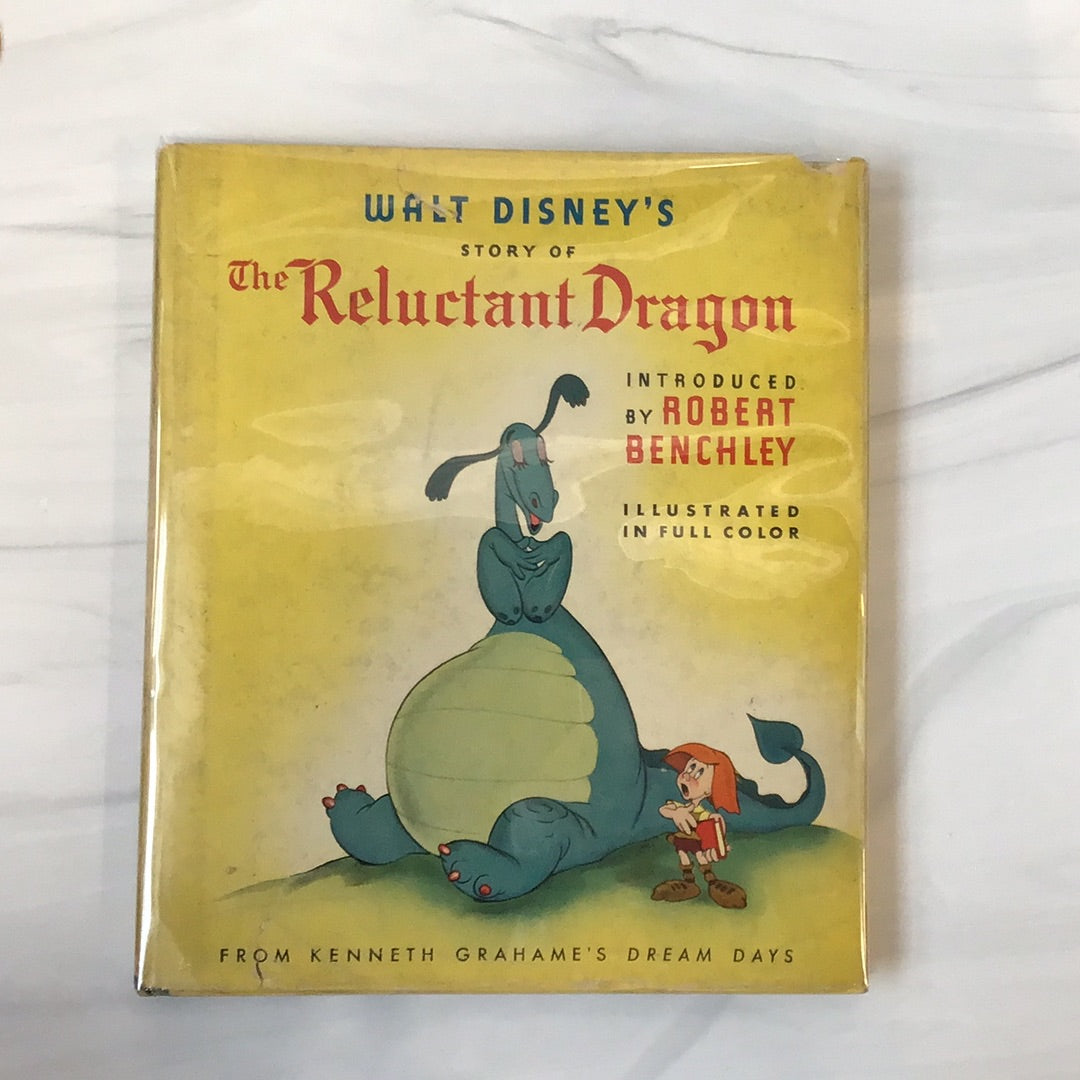 WALT DISNEY'S
STORY OF
The Reluctant Dragon
INTRODUCED
BY ROBERT
BENCHLEY
ILLUSTRATED
IN FULL COLOR
FROM KENNETH GRAHAME'S DREAM DAYS